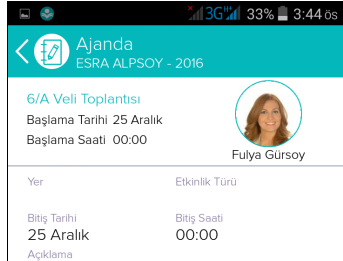 3G H+ 33% 3:44 ös
Ajanda
ESRA ALPSOY - 2016
6/A Veli Toplantısı
Başlama Tarihi 25 Aralık
Başlama Saati 00:00
Fulya Gürsoy
Yer Etkinlik Türü
Bitiş Tarihi Bitiş Saati
25 Aralık 00:00
Açıklama